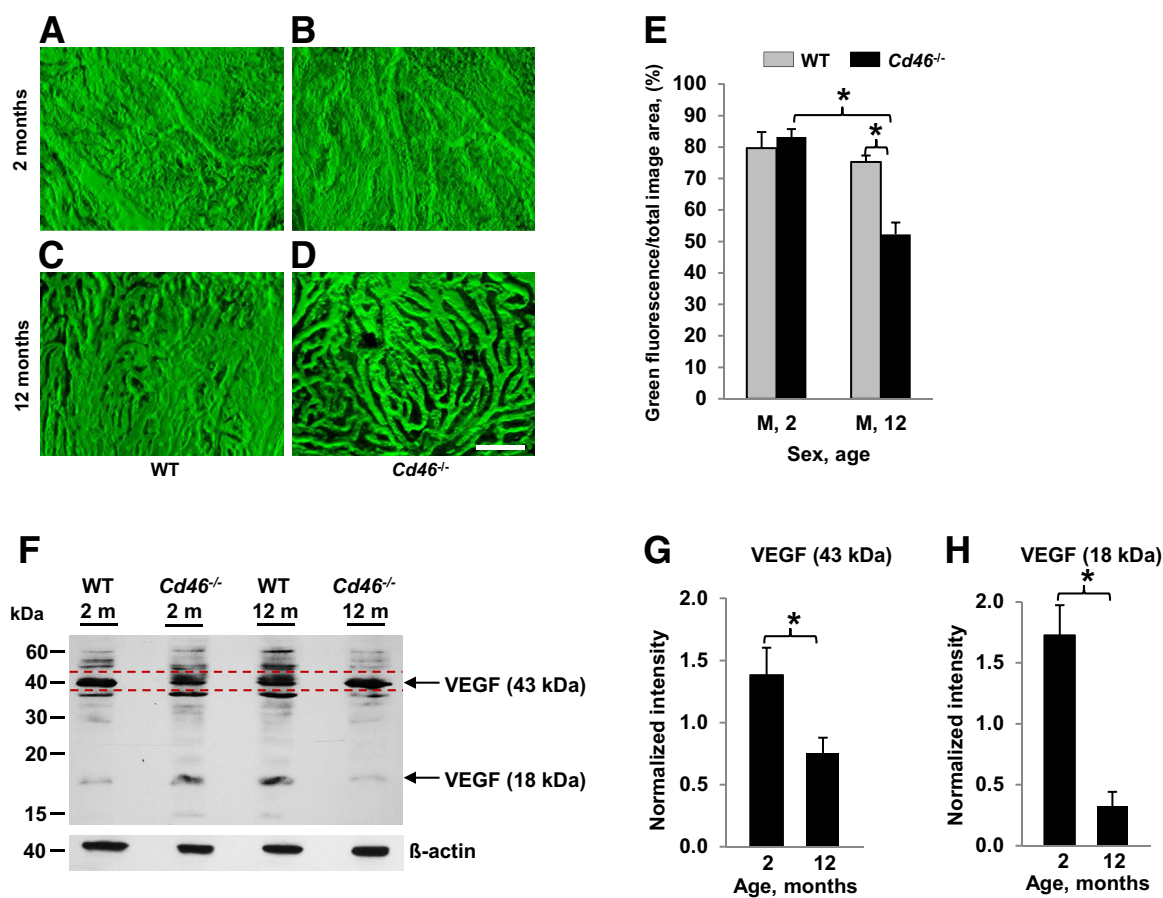 A
B
2 months
C
D
12 months
WT
Cd46-/-
E
WT
Cd46-/-
Green fluorescence/total image area, (%)
100
90
80
70
60
50
40
30
20
10
0
*
*
M, 2
M, 12
Sex, age
F
WT
Cd46-/-
WT
Cd46-/-
kDa
2 m
2 m
12 m
12 m
60
40
30
20
15
40
VEGF (43 kDa)
VEGF (18 kDa)
ß-actin
G
VEGF (43 kDa)
Normalized intensity
2.0
1.5
1.0
0.5
0.0
*
2
12
Age, months
H
VEGF (18 kDa)
Normalized intensity
2.0
1.5
1.0
0.5
0.0
*
2
12
Age, months